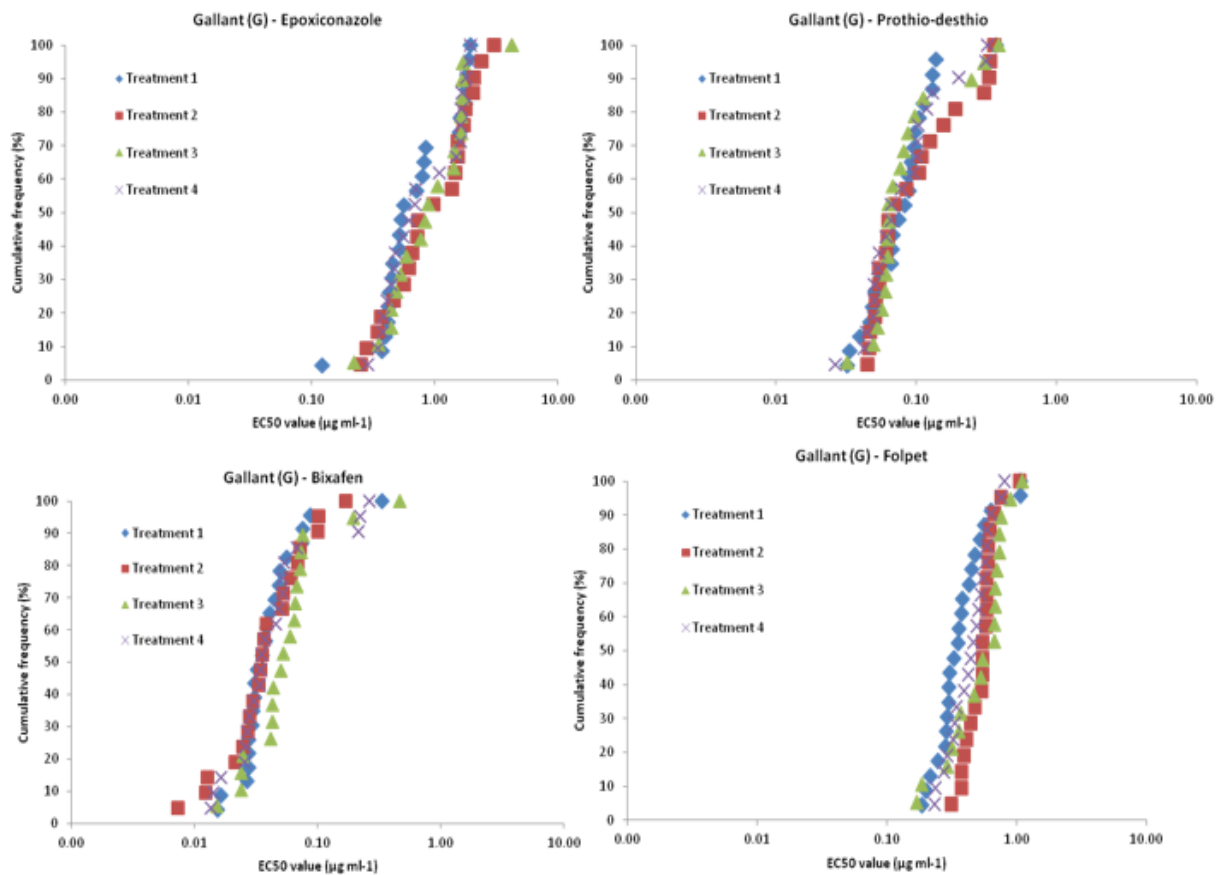 Gallant (G) - Epoxiconazole
Cumulative frequency (%)
100
90
80
70
60
50
40
30
20
10
0
Treatment 1
Treatment 2
Treatment 3
Treatment 4
0.00 0.01 0.10 1.00 10.00
EC50 value (µg ml-1)
Gallant (G) - Prothio-desthio
Cumulative frequency (%)
100
90
80
70
60
50
40
30
20
10
0
Treatment 1
Treatment 2
Treatment 3
Treatment 4
0.00 0.01 0.10 1.00 10.00
EC50 value (µg ml-1)
Gallant (G) - Bixafen
Cumulative frequency (%)
100
90
80
70
60
50
40
30
20
10
0
Treatment 1
Treatment 2
Treatment 3
Treatment 4
0.00 0.01 0.10 1.00 10.00
EC50 value (µg ml-1)
Gallant (G) - Folpet
Cumulative frequency (%)
100
90
80
70
60
50
40
30
20
10
0
Treatment 1
Treatment 2
Treatment 3
Treatment 4
0.00 0.01 0.10 1.00 10.00
EC50 value (µg ml-1)